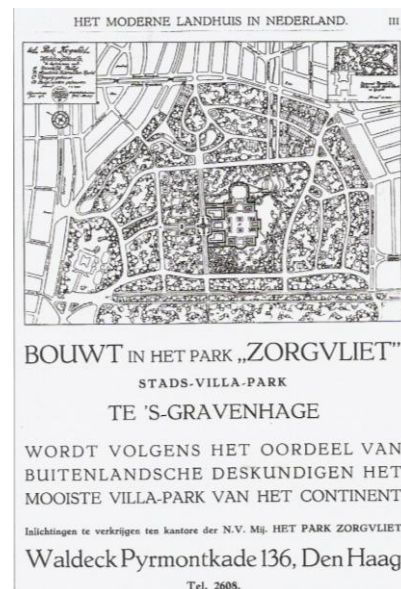 HET MODERNE LANDHUIS IN NEDERLAND. III
BOUWT IN HET PARK „ZORGVLIET”
STADS-VILLA-PARK
TE 'S-GRAVENHAGE
WORDT VOLGENS HET OORDEEL VAN
BUITENLANDSCHE DESKUNDIGEN HET
MOOISTE VILLA-PARK VAN HET CONTINENT
Inlichtingen te verkrijgen ten kantore der N.V. Mij. HET PARK ZORGVLIET
Waldeck Pyrmontkade 136, Den Haag
Tel. 2608.